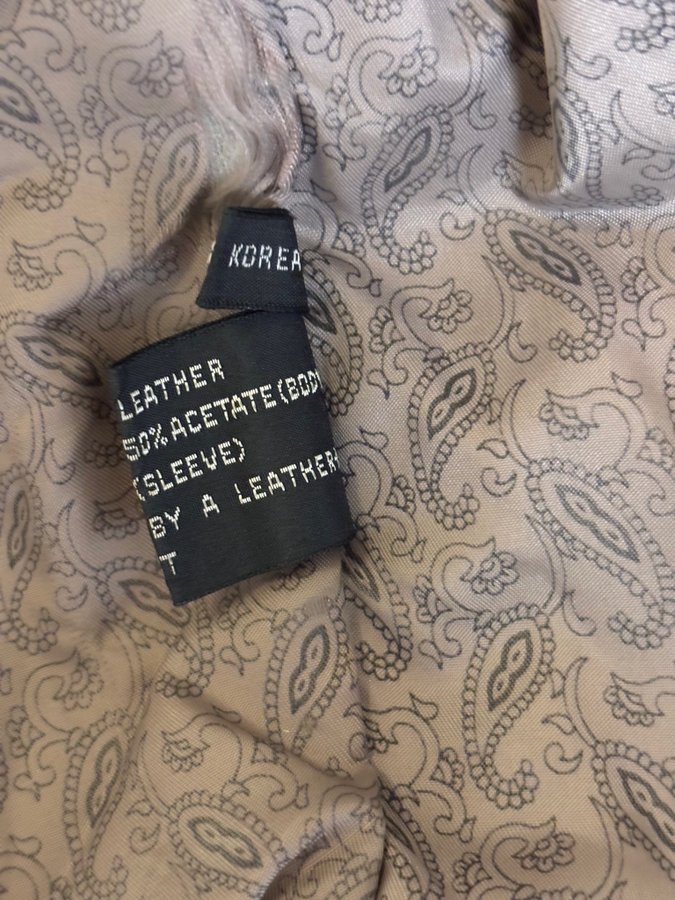 KOREA
LEATHER
50% ACETATE(BODY
(SLEEVE)
BY A LEATHER
T